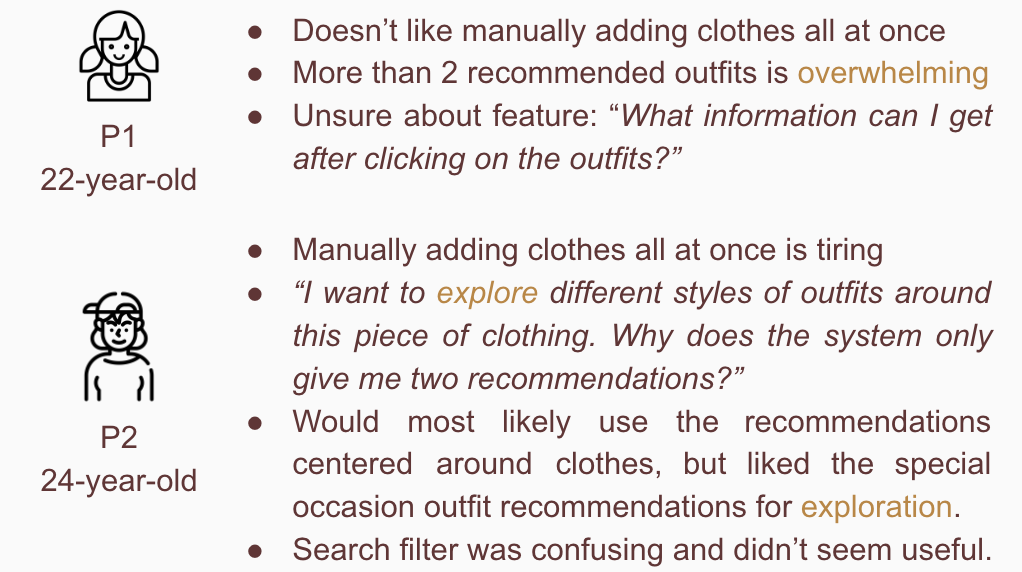 ● Doesn’t like manually adding clothes all at once
● More than 2 recommended outfits is overwhelming
● Unsure about feature: “What information can I get
after clicking on the outfits?”
P1
22-year-old
● Manually adding clothes all at once is tiring
● “I want to explore different styles of outfits around
this piece of clothing. Why does the system only
give me two recommendations?”
● Would most likely use the recommendations
centered around clothes, but liked the special
occasion outfit recommendations for exploration.
● Search filter was confusing and didn’t seem useful.
P2
24-year-old